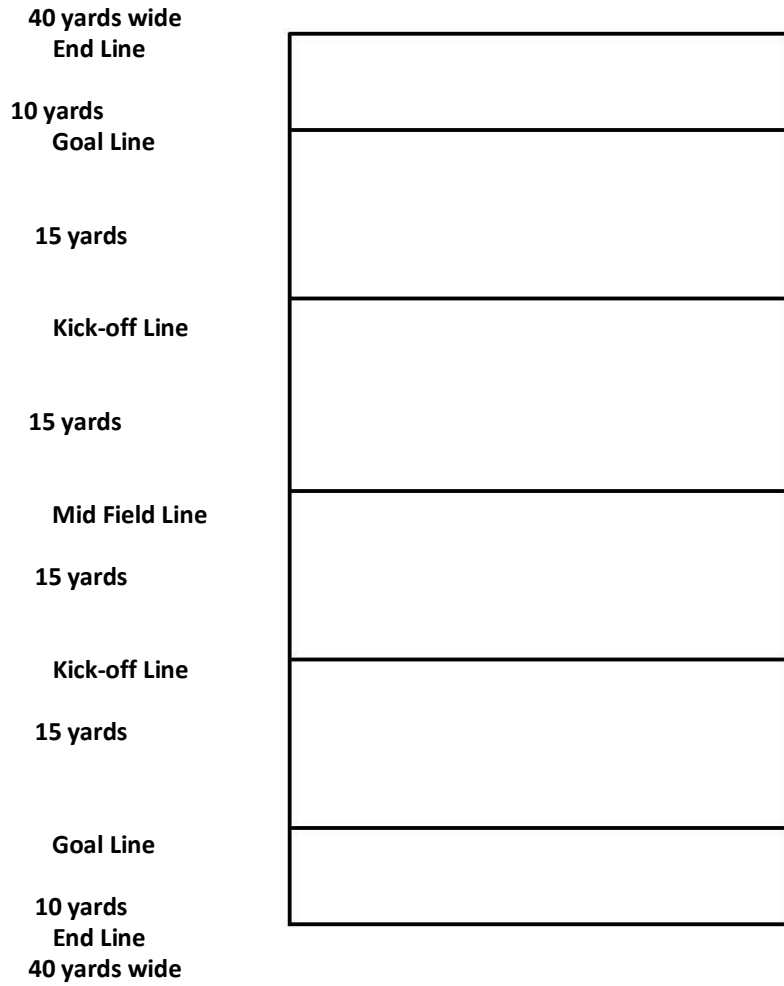 40 yards wide
End Line
10 yards
Goal Line
15 yards
Kick-off Line
15 yards
Mid Field Line
15 yards
Kick-off Line
15 yards
Goal Line
10 yards
End Line
40 yards wide